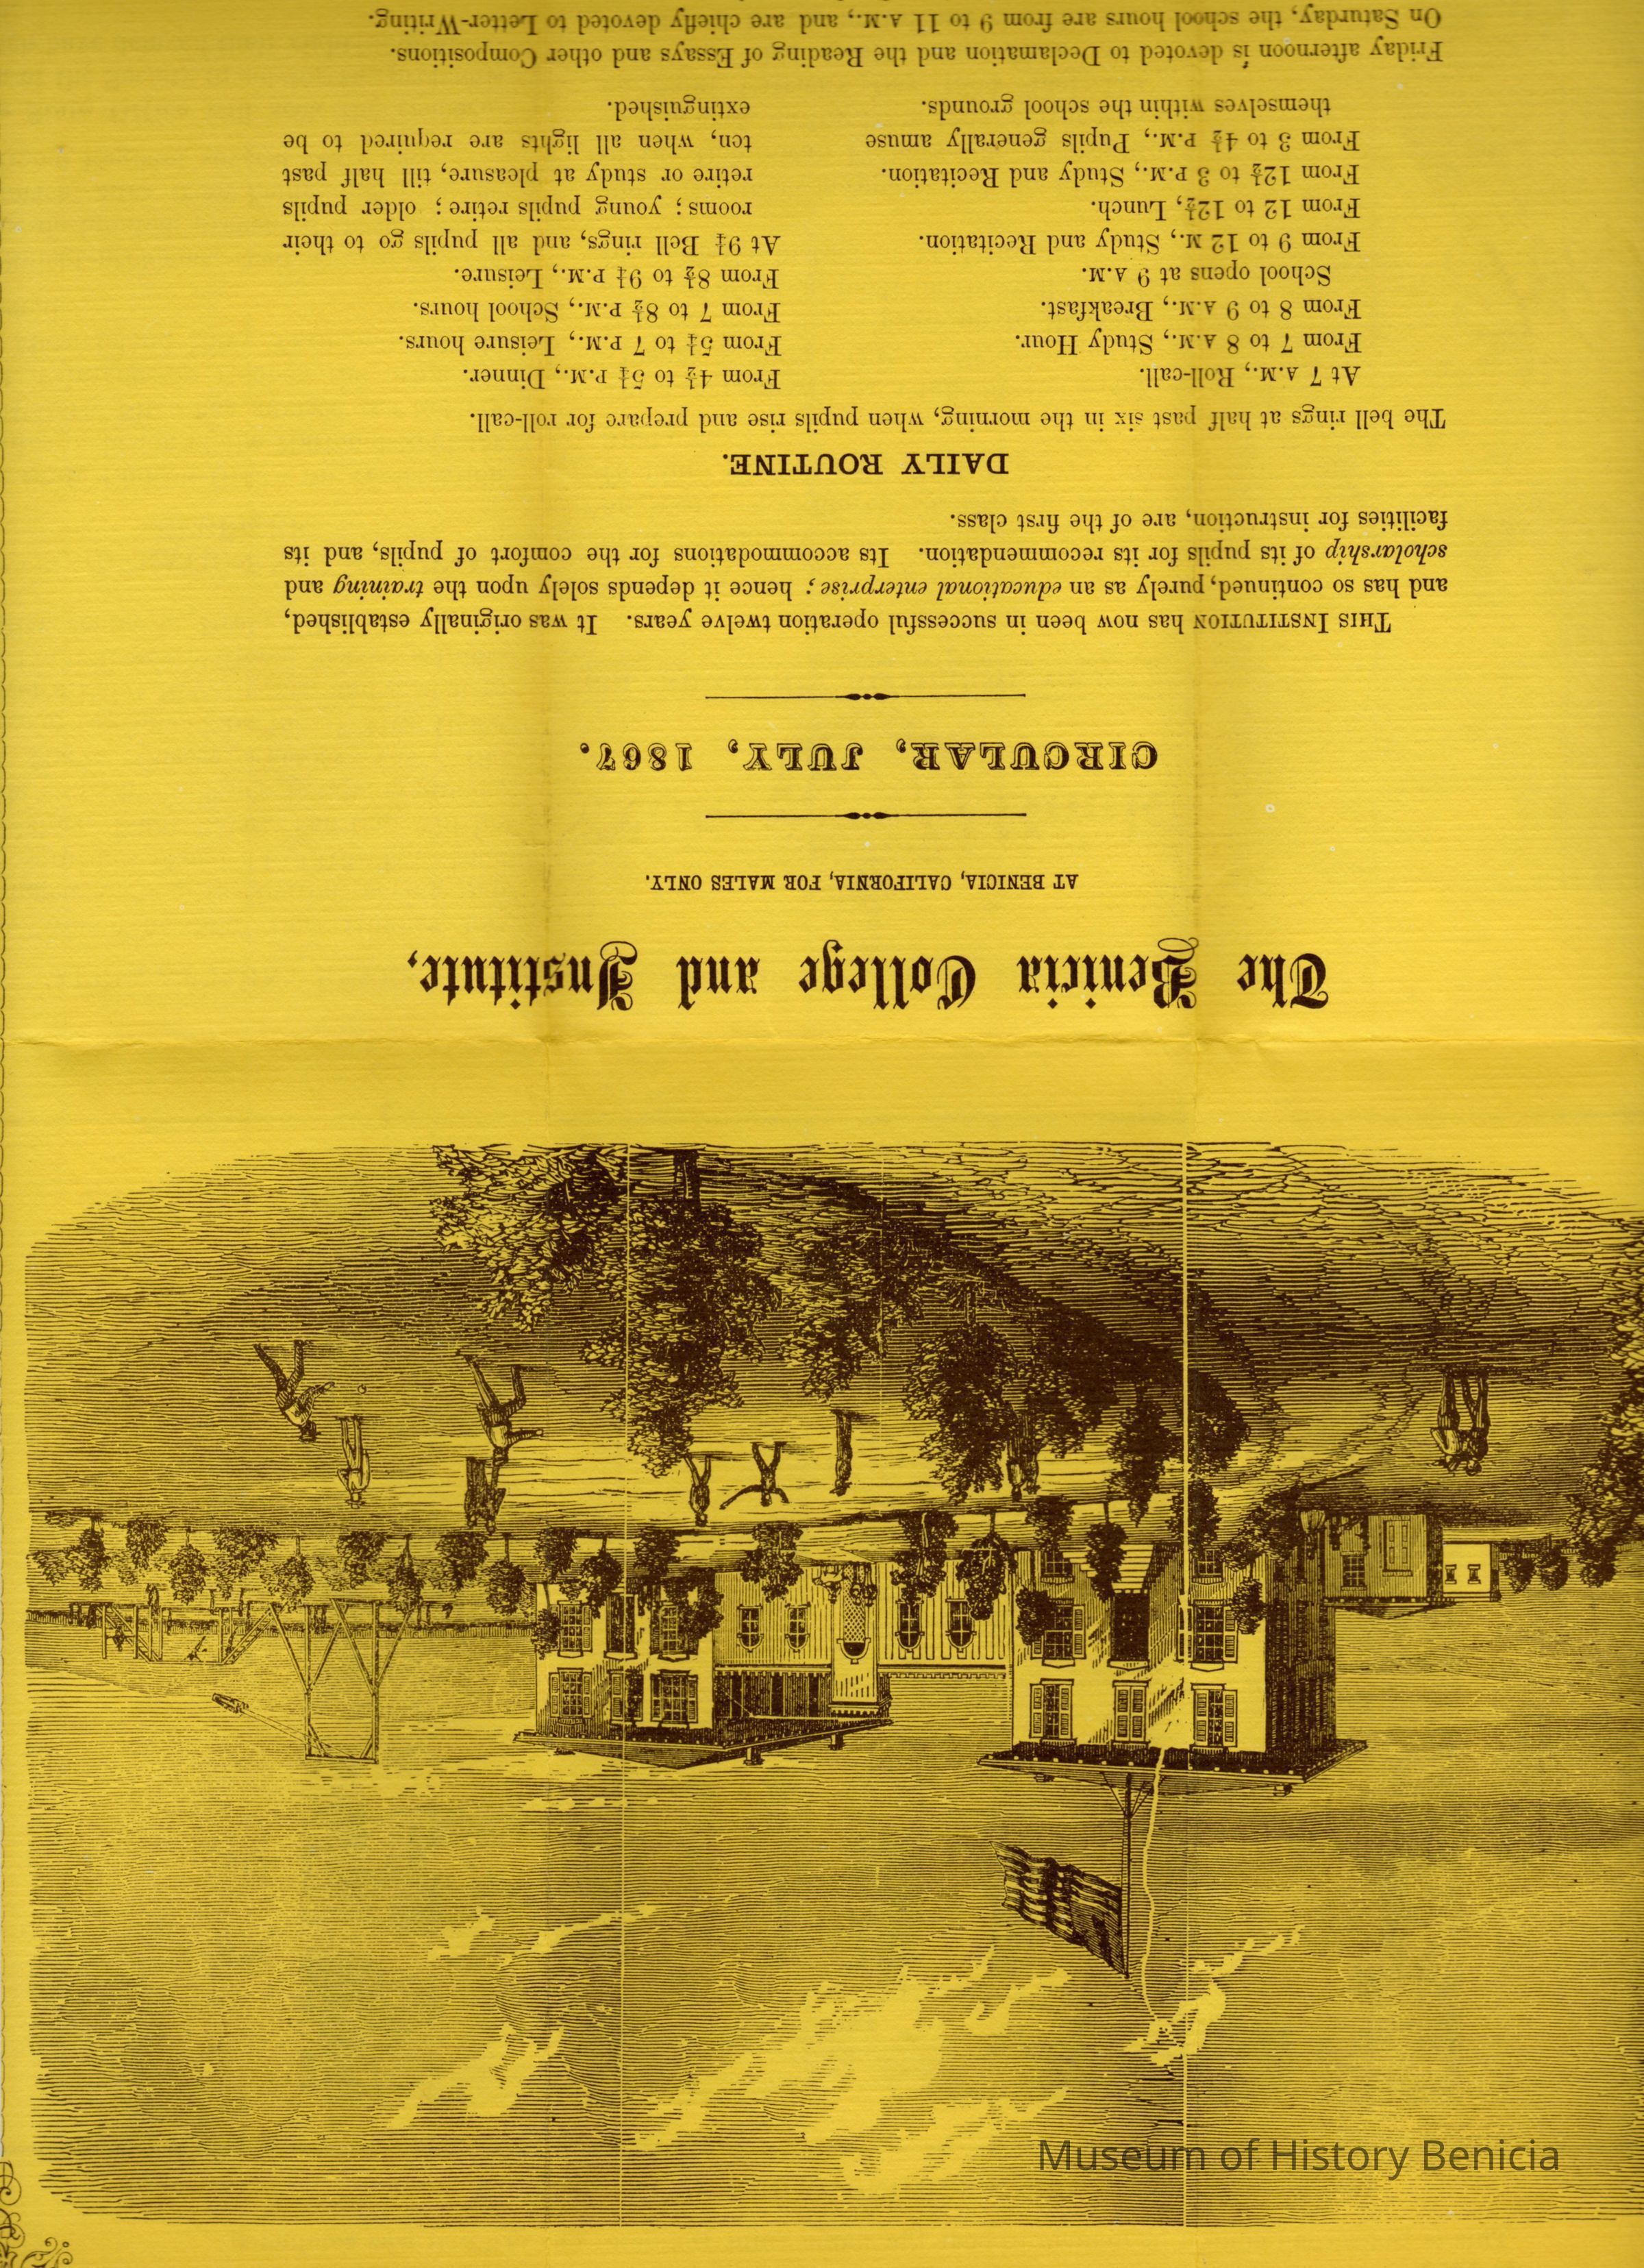 The Benicia College and Institute,
AT BENICIA, CALIFORNIA, FOR MALES ONLY.
CIRCULAR, JULY, 1867.
THIS INSTITUTION has now been in successful operation twelve years. It was originally established,
and has so continued, purely as an educational enterprise; hence it depends solely upon the training and
scholarship of its pupils for its recommendation. Its accommodations for the comfort of pupils, and its
facilities for instruction, are of the first class.
DAILY ROUTINE.
The bell rings at half past six in the morning, when pupils rise and prepare for roll-call.
At 7 A.M., Roll-call.
From 7 to 8 A.M., Study Hour.
From 8 to 9 A.M., Breakfast.
School opens at 9 A.M.
From 9 to 12 M., Study and Recitation.
From 12 to 12½, Lunch.
From 12½ to 3 P.M., Study and Recitation.
From 3 to 4½ P.M., Pupils generally amuse
themselves within the school grounds.
From 4½ to 5¼ P.M., Dinner.
From 5¼ to 7 P.M., Leisure hours.
From 7 to 8¾ P.M., School hours.
From 8¾ to 9¼ P.M., Leisure.
At 9¼ Bell rings, and all pupils go to their
rooms; young pupils retire; older pupils
retire or study at pleasure, till half past
ten, when all lights are required to be
extinguished.
Friday afternoon is devoted to Declamation and the Reading of Essays and other Compositions.
On Saturday, the school hours are from 9 to 11 A.M., and are chiefly devoted to Letter-Writing.
Museum of History Benicia